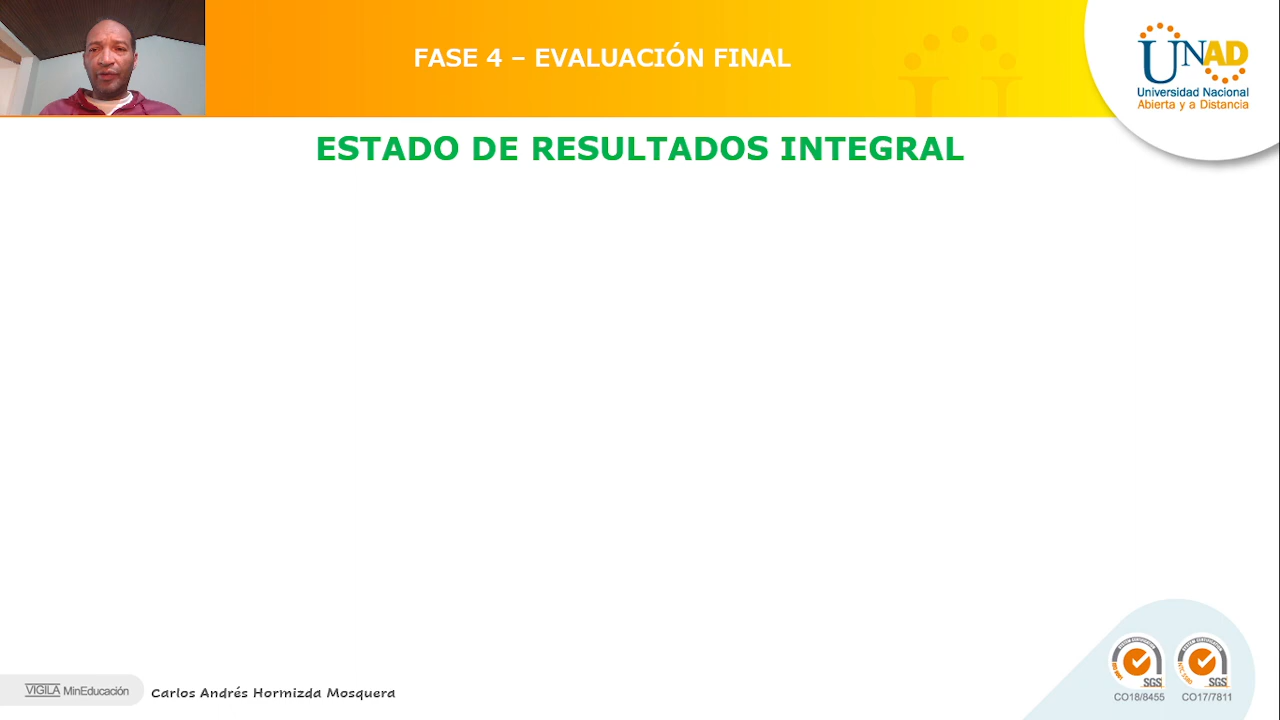 FASE 4 – EVALUACIÓN FINAL
UNAD
Universidad Nacional
Abierta y a Distancia
ESTADO DE RESULTADOS INTEGRAL
SGS
SGS
CO18/8455
CO17/7811
VIGILA MinEducación
Carlos Andrés Hormizda Mosquera